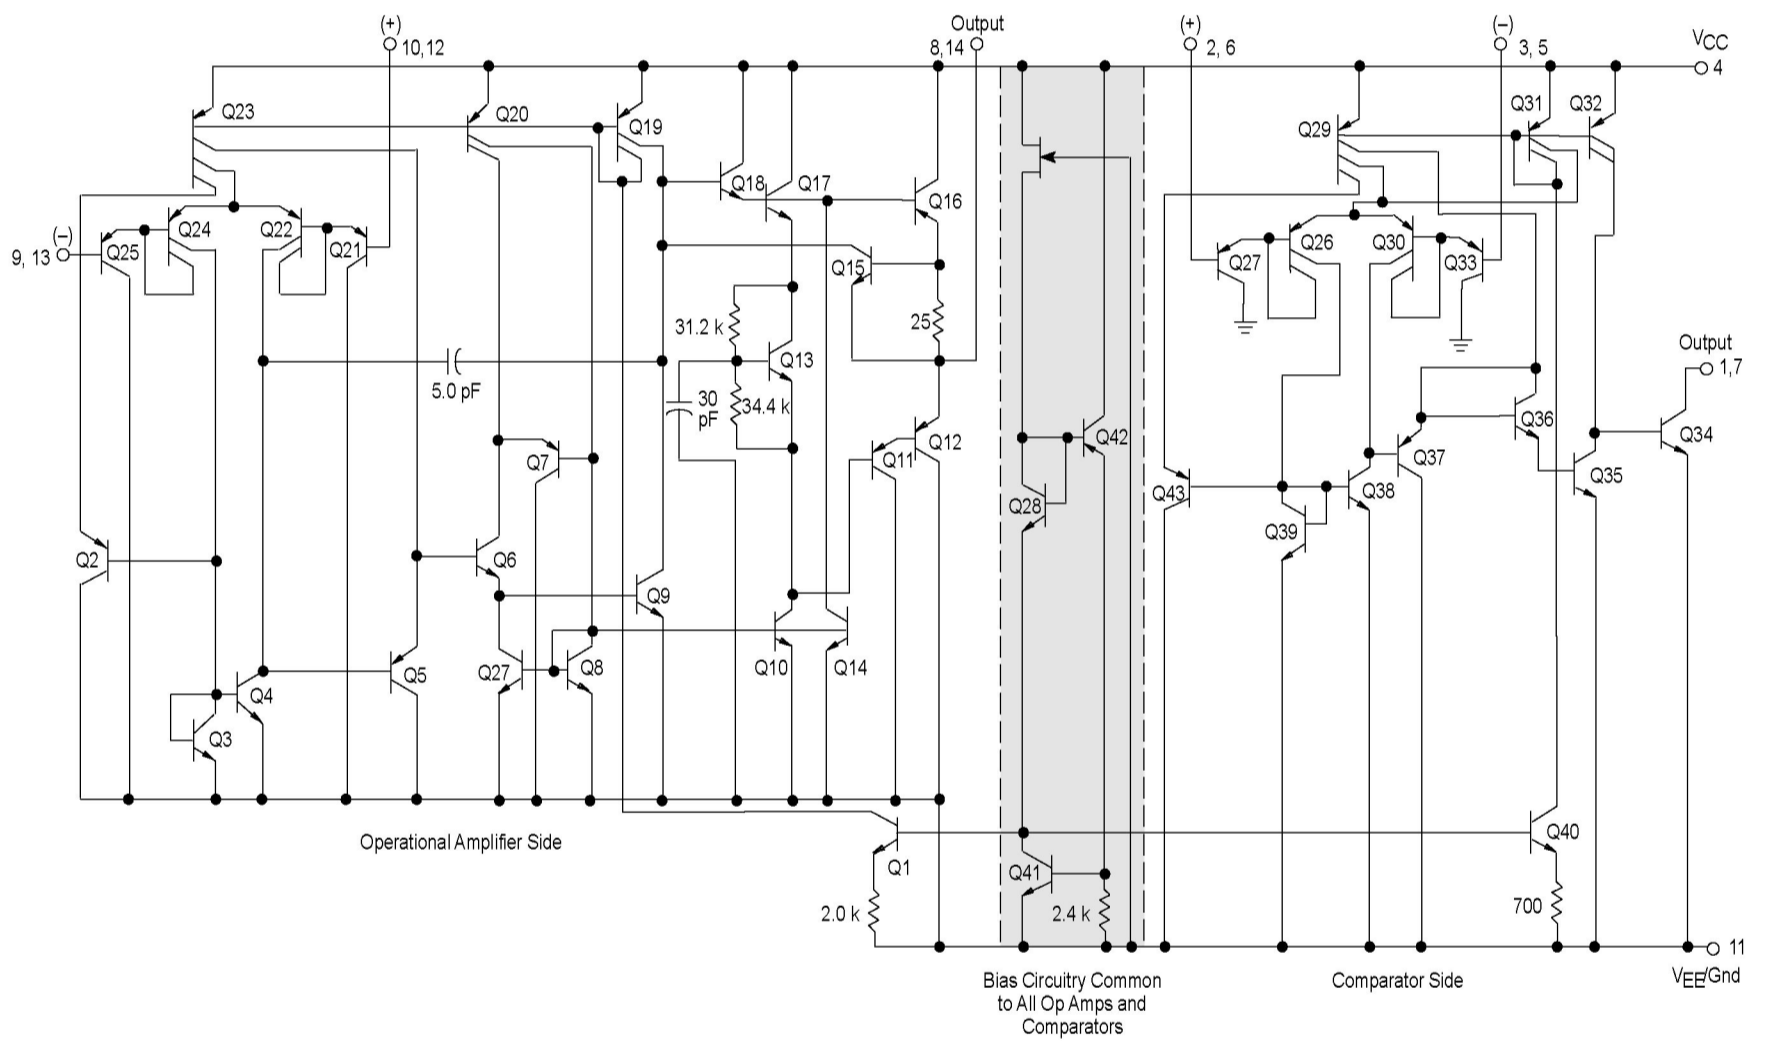 (+)
10,12
Output
8,14
(+)
2, 6
(–)
3, 5
VCC
4
Q23
Q20
Q19
Q31
Q32
Q29
Q18
Q17
Q16
Q24
Q22
Q25
Q21
(–)
9, 13
Q15
Q26
Q30
Q27
Q33
31.2 k
25
Q13
5.0 pF
30
pF
34.4 k
Output
1,7
Q12
Q11
Q7
Q42
Q36
Q34
Q37
Q35
Q28
Q43
Q38
Q39
Q2
Q6
Q9
Q5
Q27
Q8
Q10
Q14
Q4
Q3
Operational Amplifier Side
Q1
Q41
Q40
2.0 k
2.4 k
700
11
VEE/Gnd
Bias Circuitry Common
to All Op Amps and
Comparators
Comparator Side